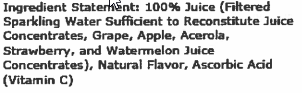 Ingredient Statement: 100% Juice (Filtered
Sparkling Water Sufficient to Reconstitute Juice
Concentrates, Grape, Apple, Acerola,
Strawberry, and Watermelon Juice
Concentrates), Natural Flavor, Ascorbic Acid
(Vitamin C)